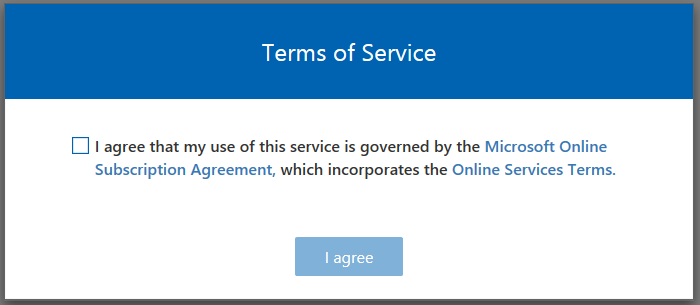 Terms of Service
I agree that my use of this service is governed by the Microsoft Online
Subscription Agreement, which incorporates the Online Services Terms.
I agree